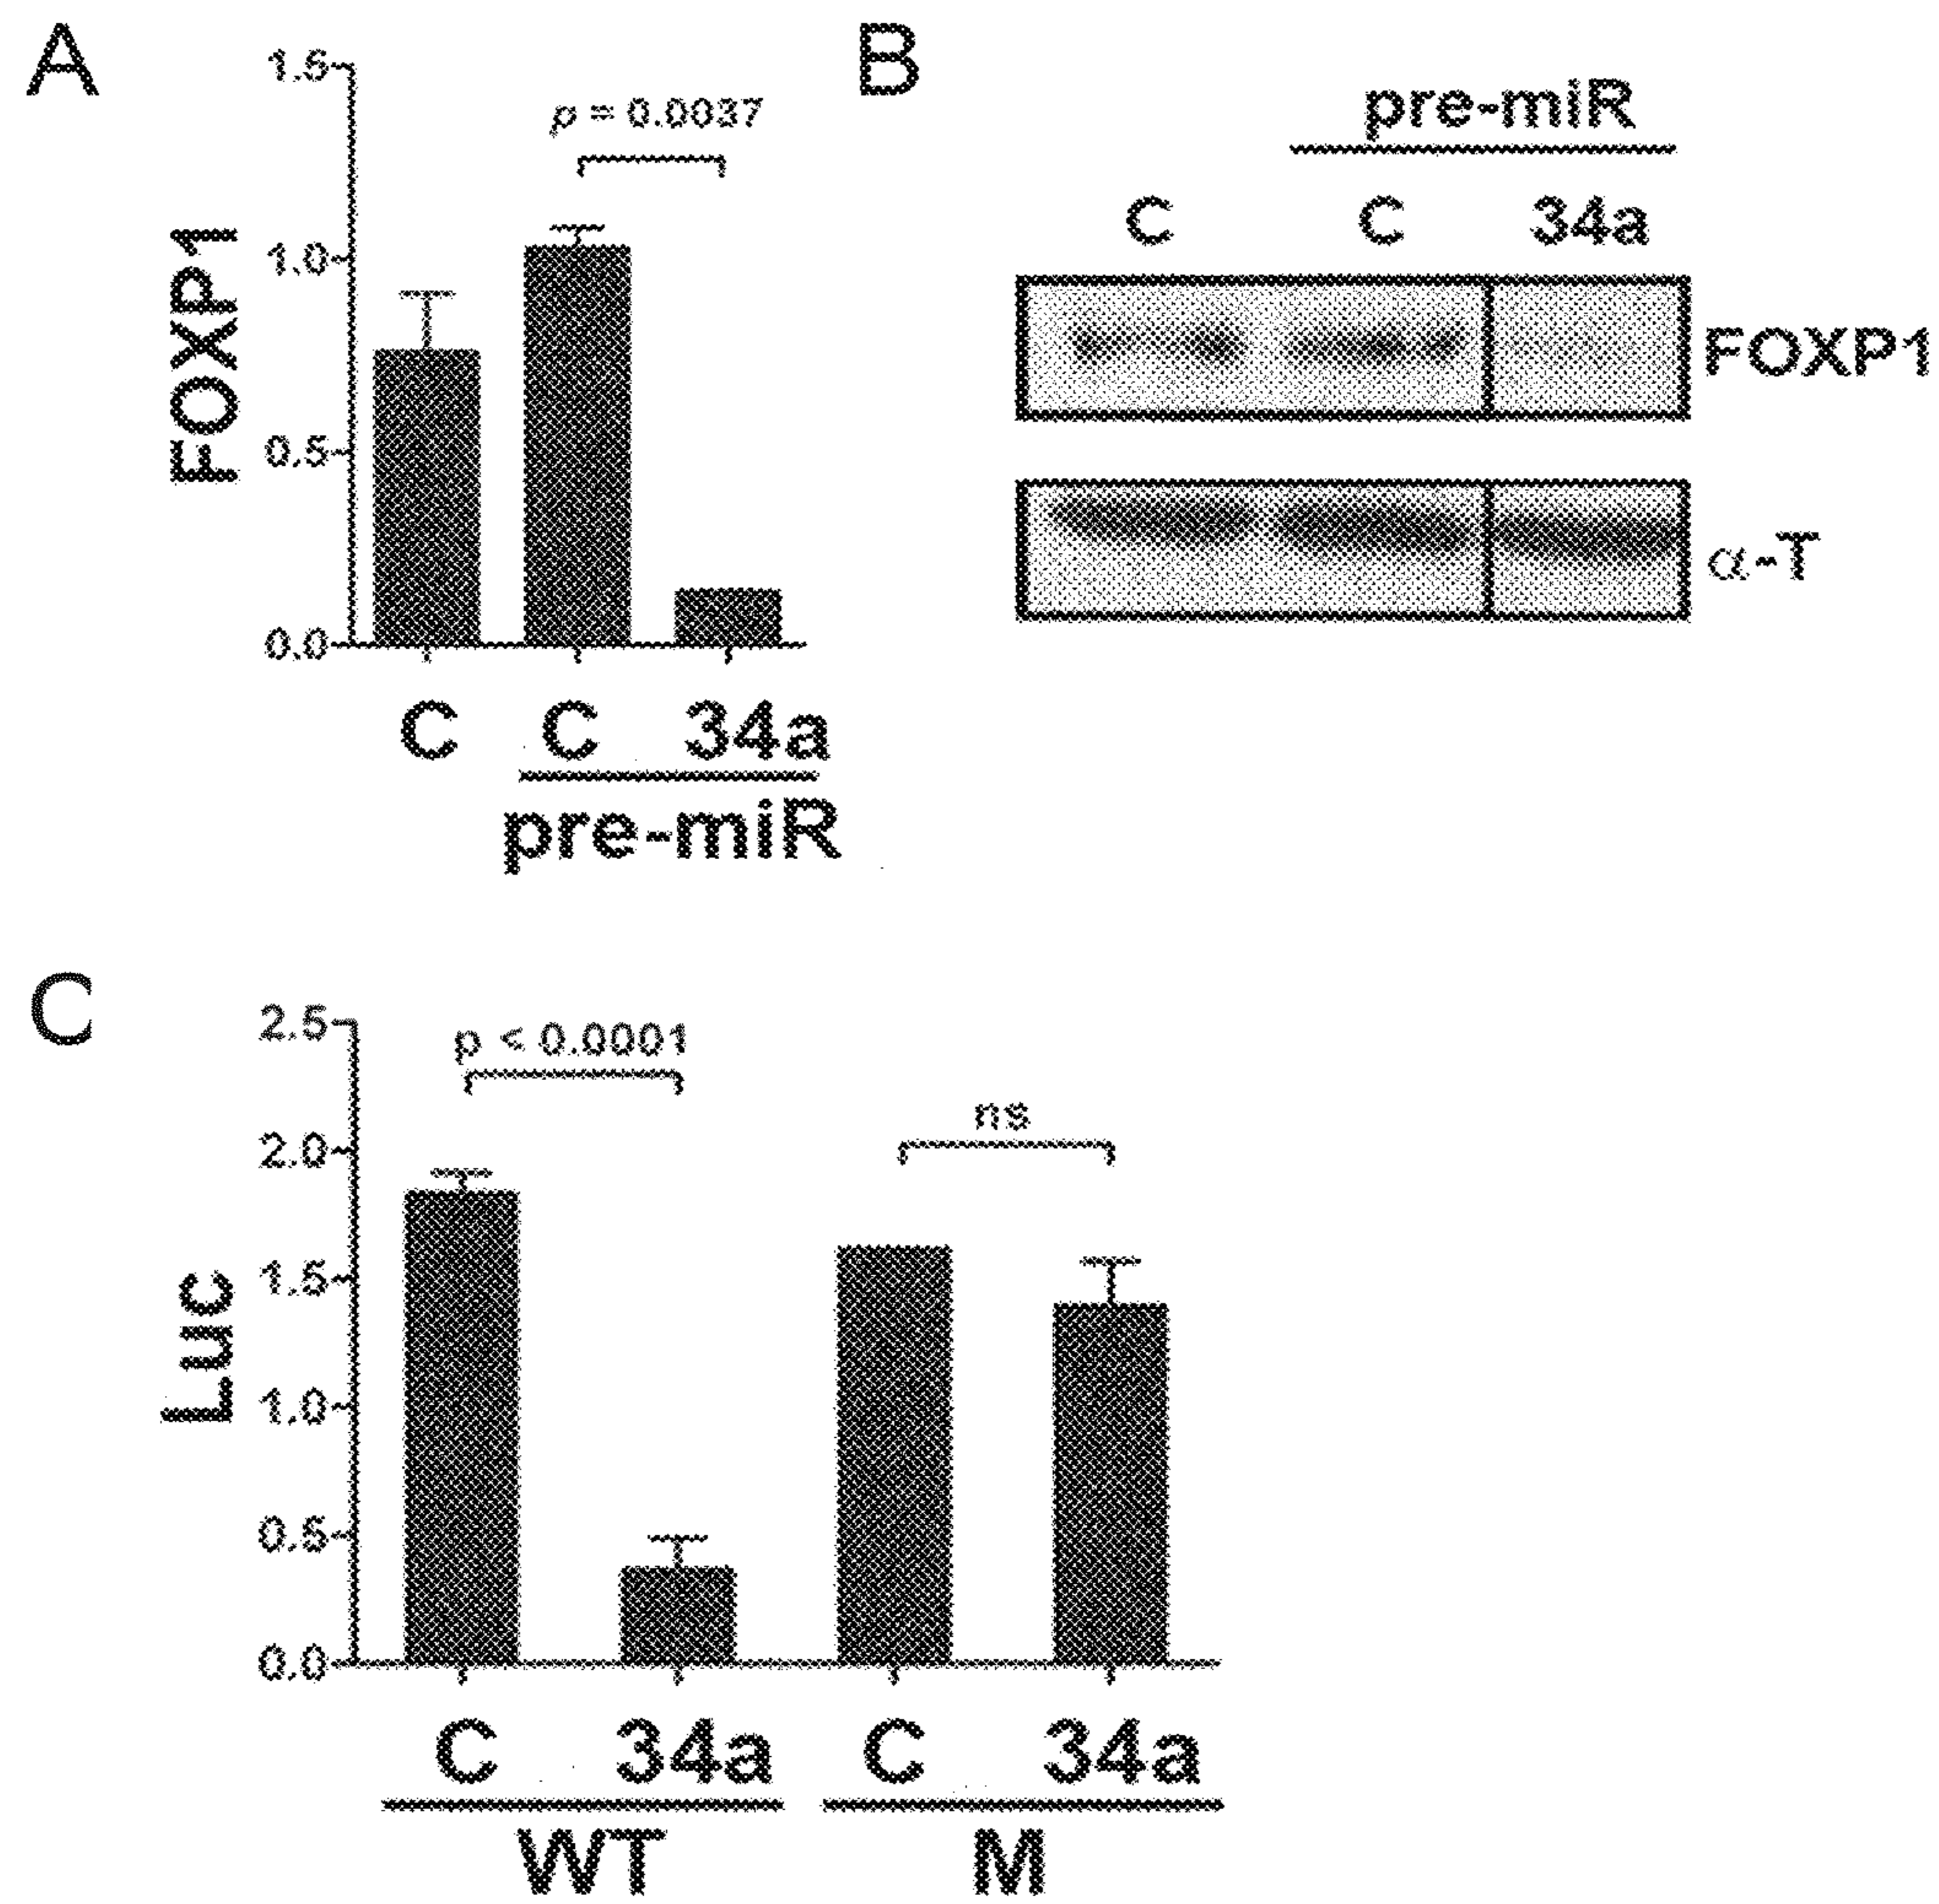 A
1.5
1.0
0.5
0.0
FOXP1
p = 0.0037
C C 34a
pre-miR
B
pre-miR
C C 34a
FOXP1
α-T
C
2.5
2.0
1.5
1.0
0.5
0.0
Luc
p < 0.0001
ns
C 34a C 34a
WT M